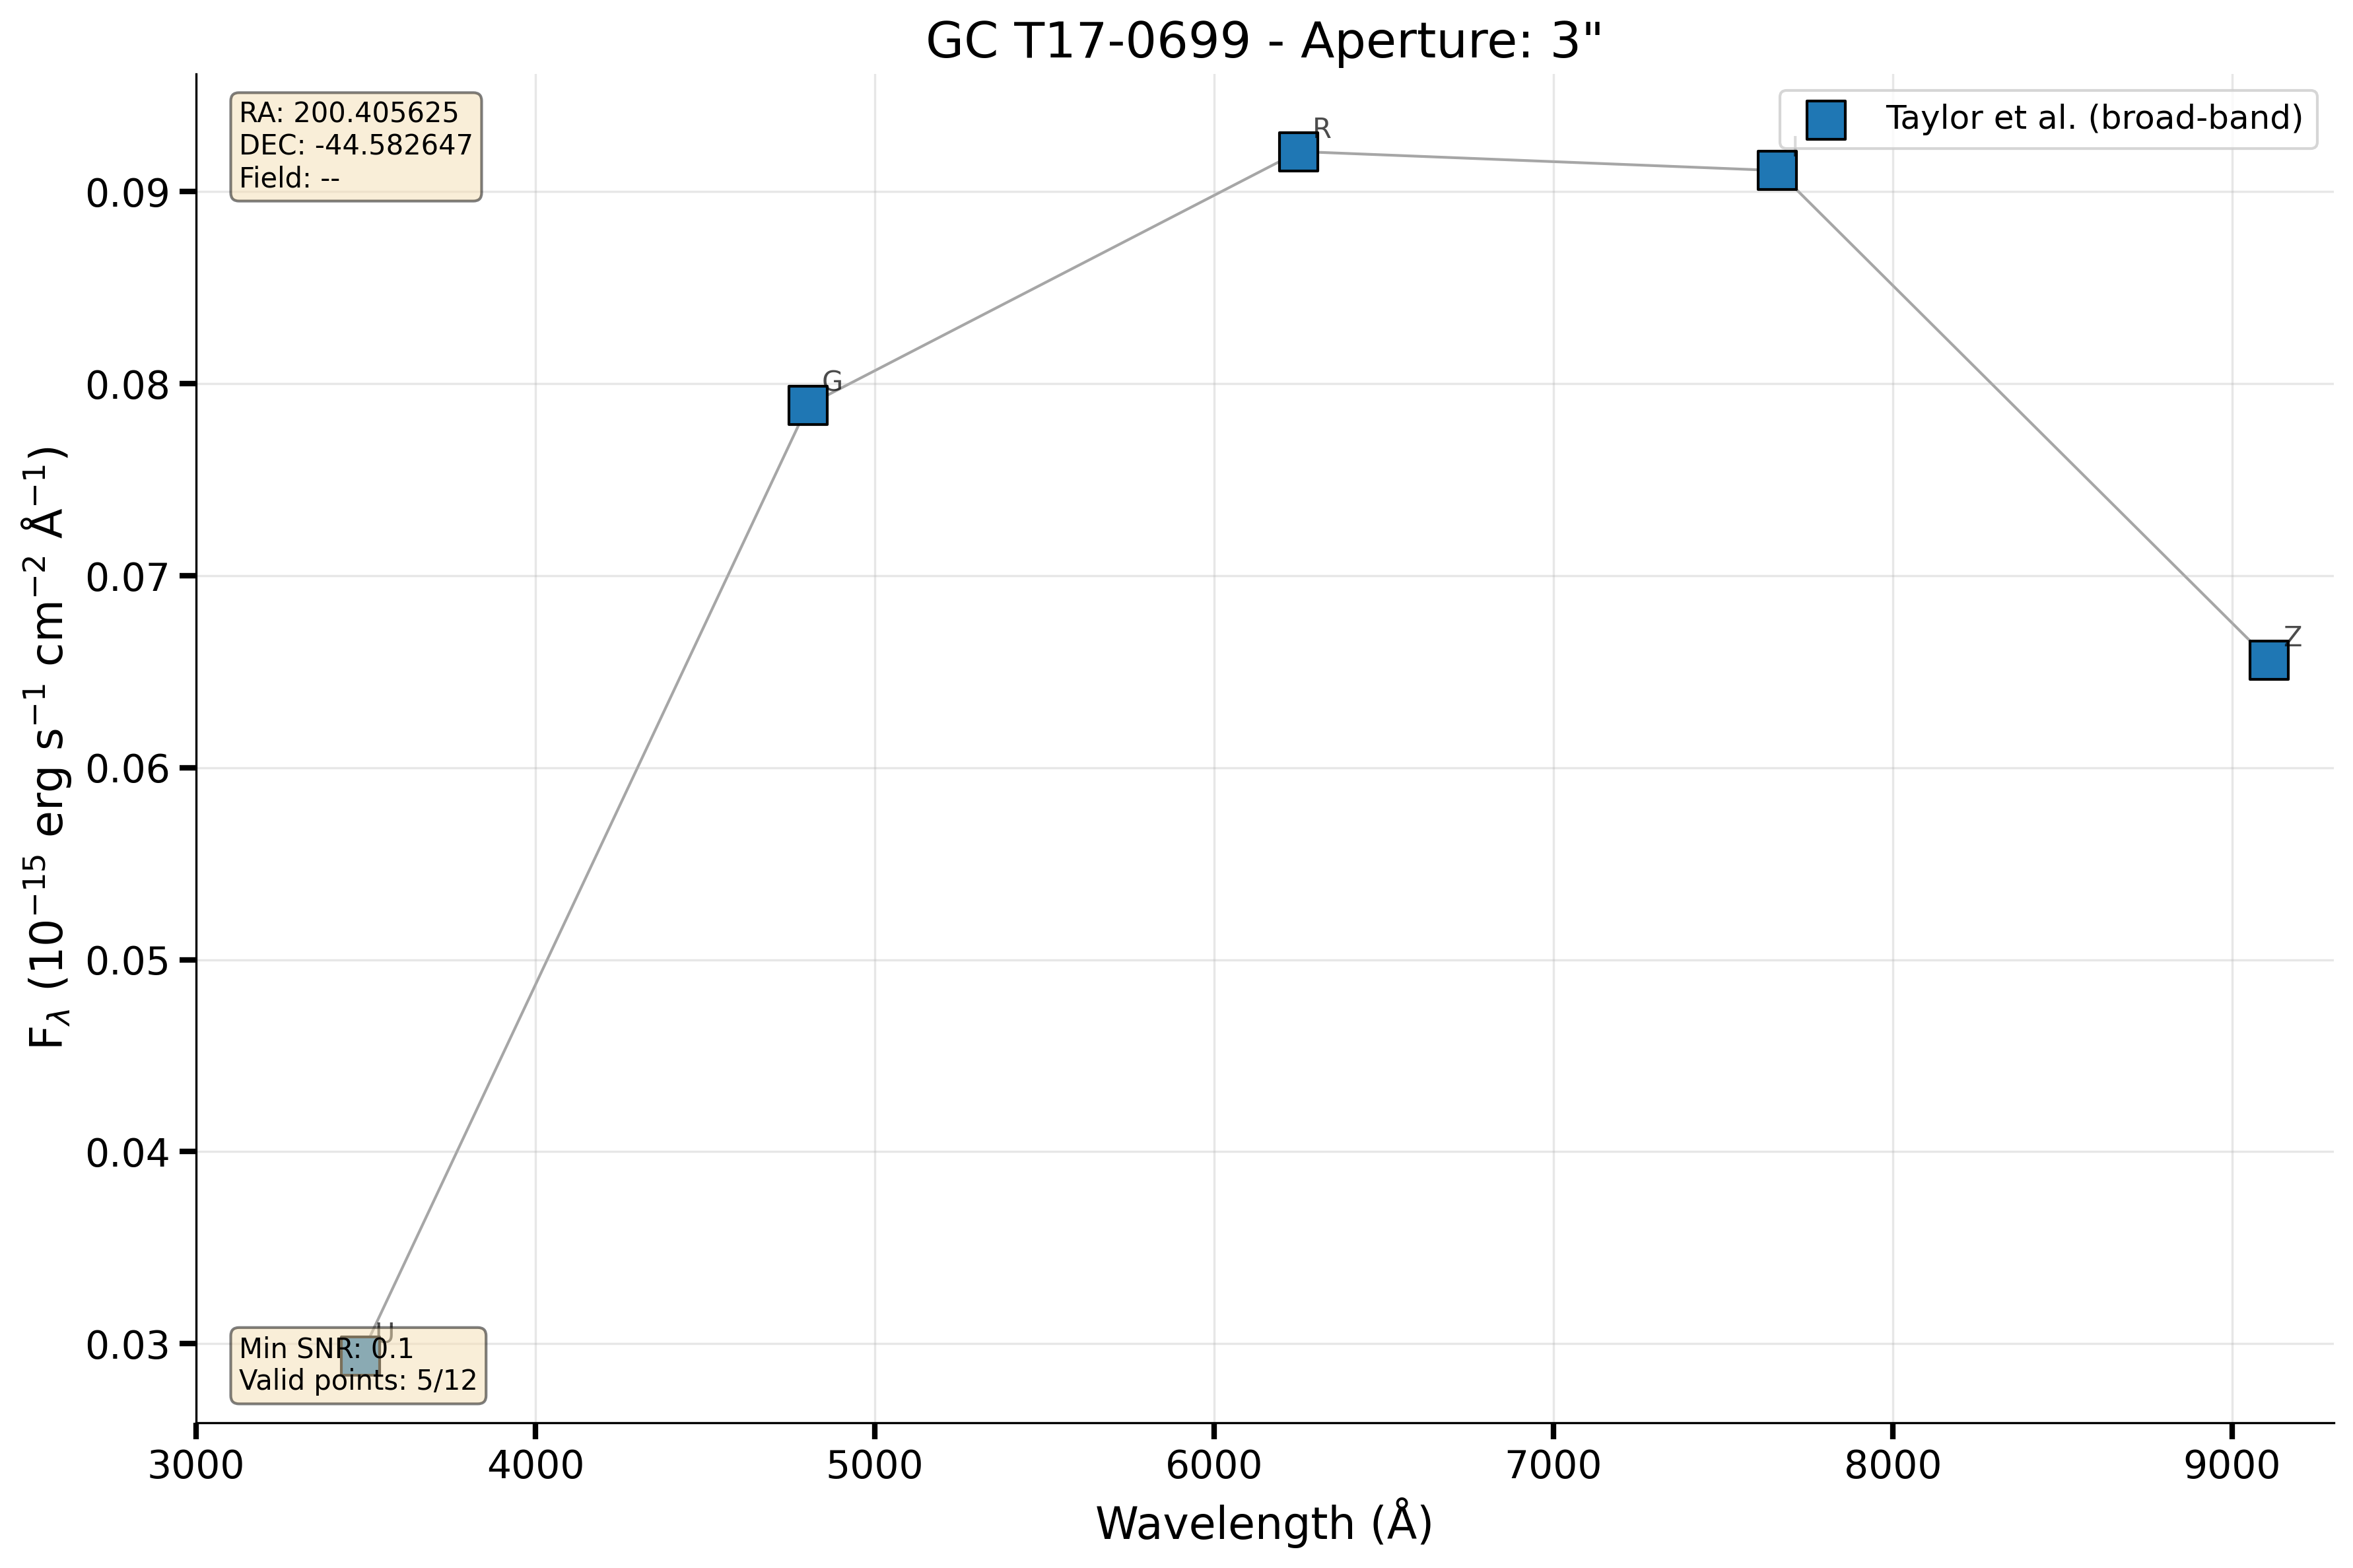 GC T17-0699 - Aperture: 3"
RA: 200.405625
DEC: -44.582647
Field: --
Taylor et al. (broad-band)
R
I
G
Z
U
Min SNR: 0.1
Valid points: 5/12
F_λ (10⁻¹⁵ erg s⁻¹ cm⁻² Å⁻¹)
0.09
0.08
0.07
0.06
0.05
0.04
0.03
3000 4000 5000 6000 7000 8000 9000
Wavelength (Å)